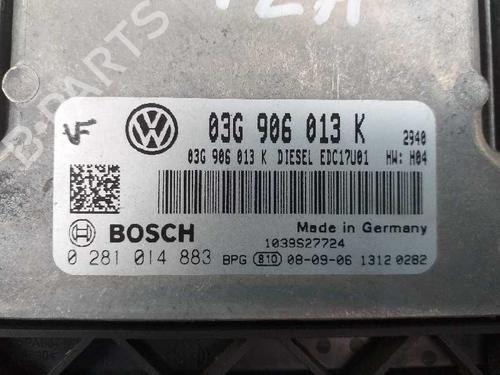 B-PARTS
VF
03G 906 013 K 2940
03G 906 013 K DIESEL EDC17U01 HW: H04
Made in Germany
BOSCH 1039S27724
0 281 014 883 BPG 810 08-09-06 1312 0282